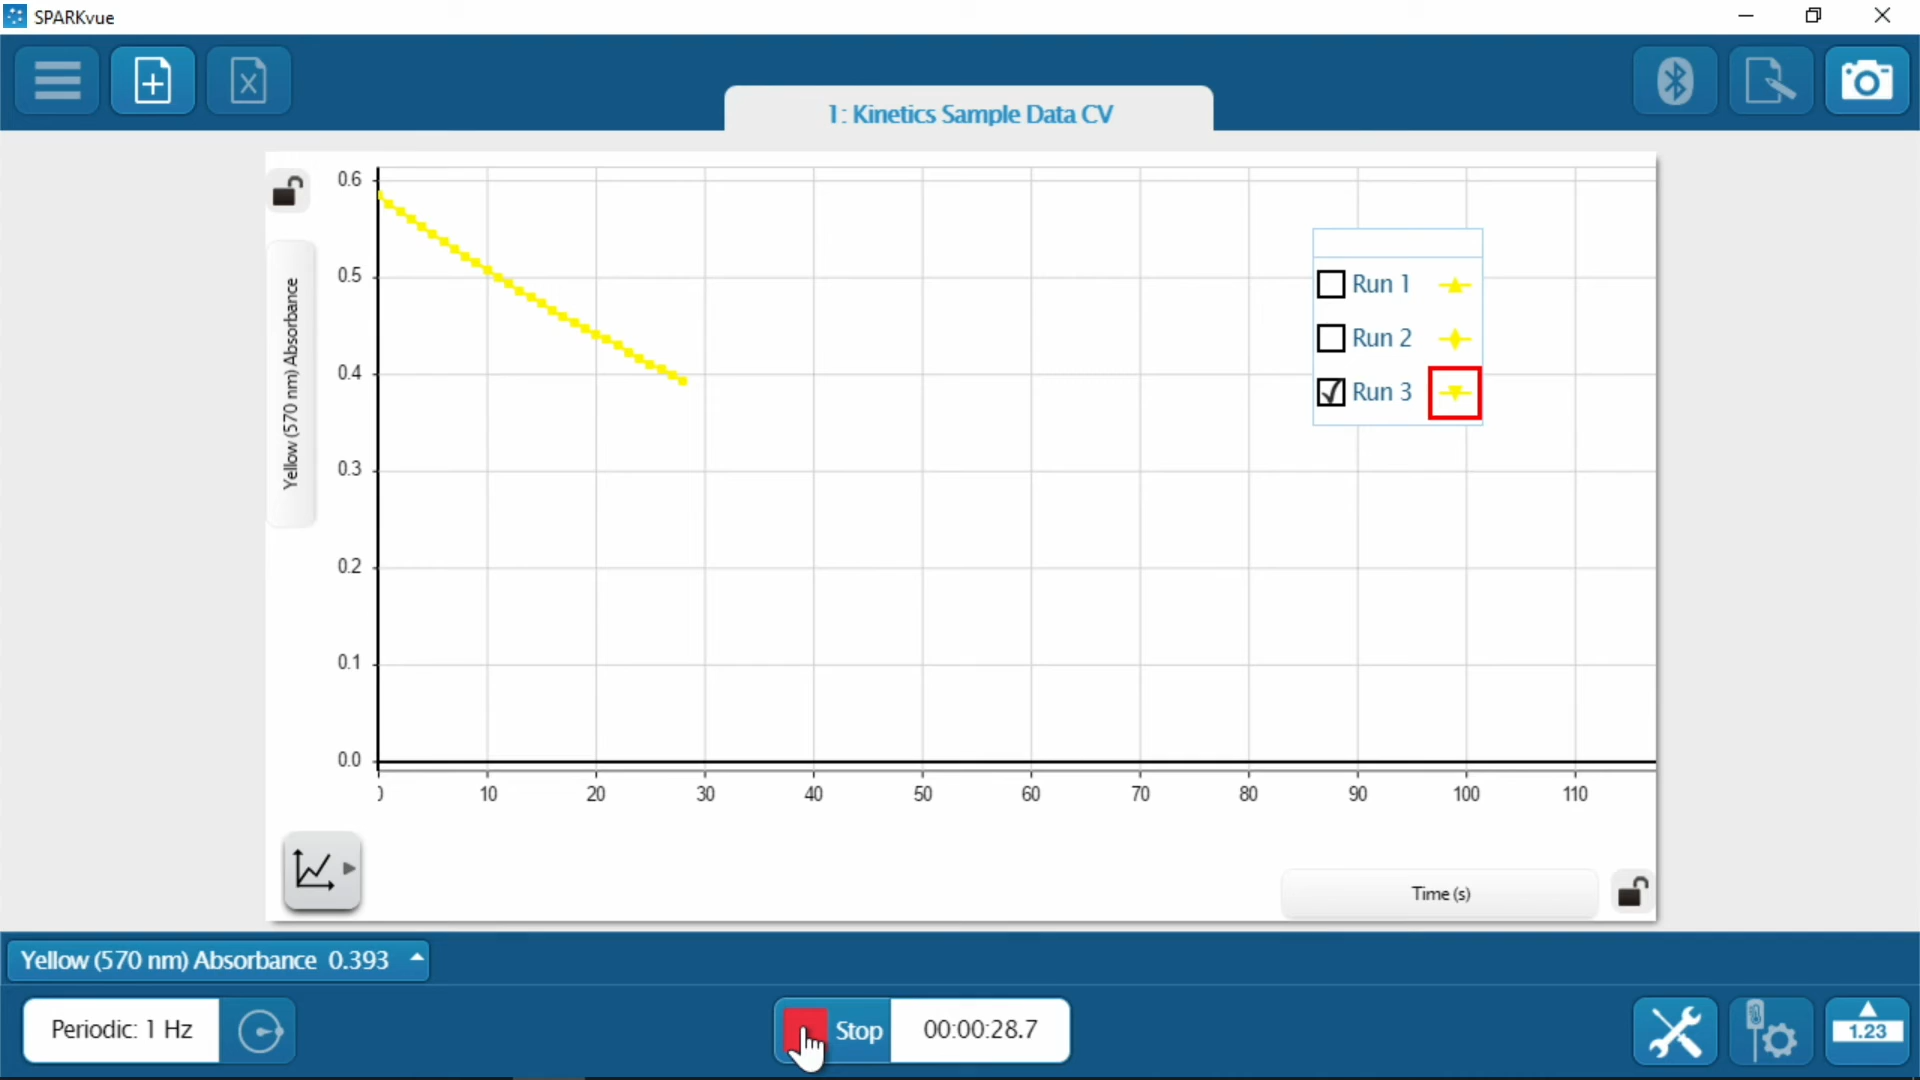 SPARKvue
1: Kinetics Sample Data CV
0.6
0.5
0.4
0.3
0.2
0.1
0.0
Yellow (570 nm) Absorbance
Run 1
Run 2
Run 3
0 10 20 30 40 50 60 70 80 90 100 110
Time (s)
Yellow (570 nm) Absorbance 0.393
Periodic: 1 Hz
Stop 00:00:28.7
1.23